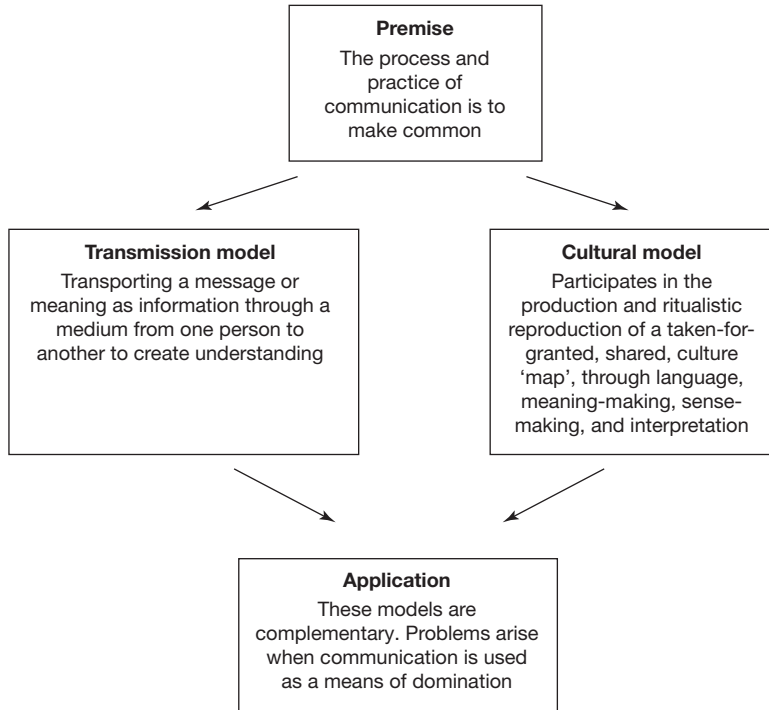 Premise
The process and
practice of
communication is to
make common
Transmission model
Transporting a message or
meaning as information through a
medium from one person to
another to create understanding
Cultural model
Participates in the
production and ritualistic
reproduction of a taken-for-
granted, shared, culture
‘map’, through language,
meaning-making, sense-
making, and interpretation
Application
These models are
complementary. Problems arise
when communication is used
as a means of domination